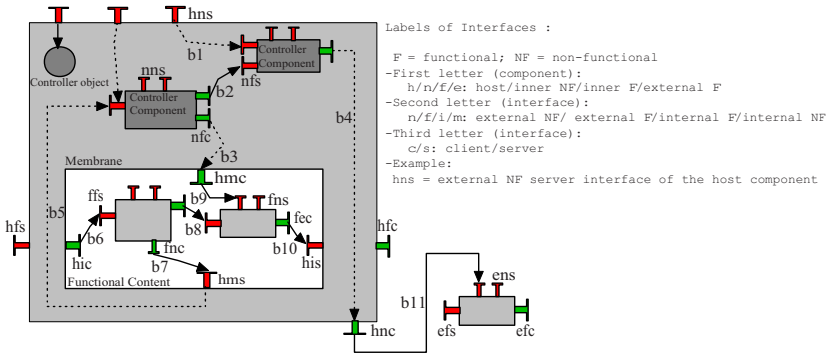 hns
b1
Controller
Component
Controller object
nns
nfs
Controller
Component
b2
nfc
b3
b4
Membrane
hmc
ffs
b9
fns
b5
hfs
b6
b8
fec
hfc
hic
fnc
b7
b10
his
Functional Content
hms
hnc
b11
ens
efs
efc
Labels of Interfaces :
F = functional; NF = non-functional
-First letter (component):
h/n/f/e: host/inner NF/inner F/external F
-Second letter (interface):
n/f/i/m: external NF/ external F/internal F/internal NF
-Third letter (interface):
c/s: client/server
-Example:
hns = external NF server interface of the host component